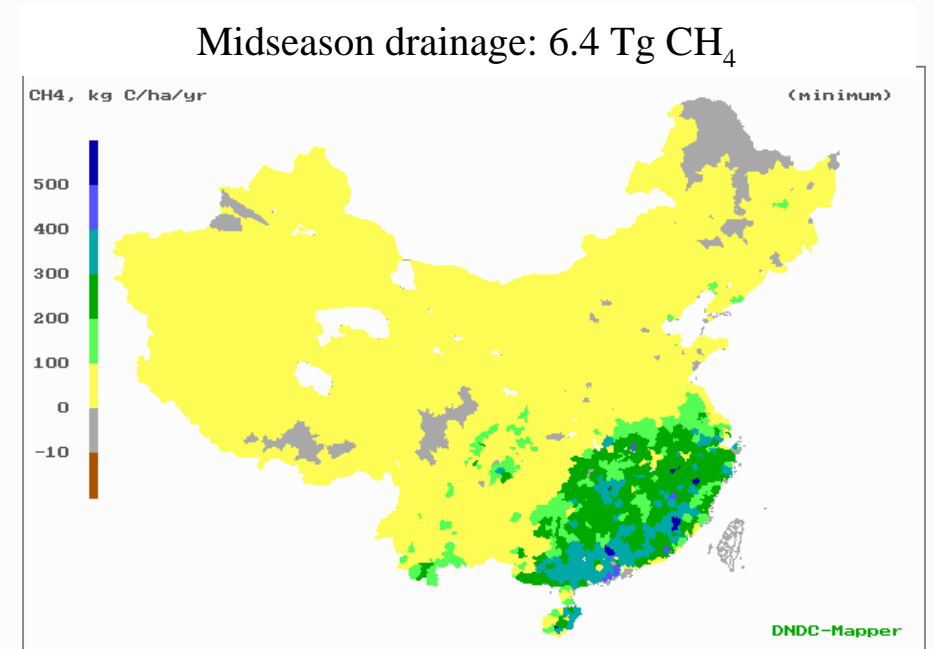 Midseason drainage: 6.4 Tg CH4
CH4, kg C/ha/yr (minimum)
500
400
300
200
100
0
-10
DNDC-Mapper